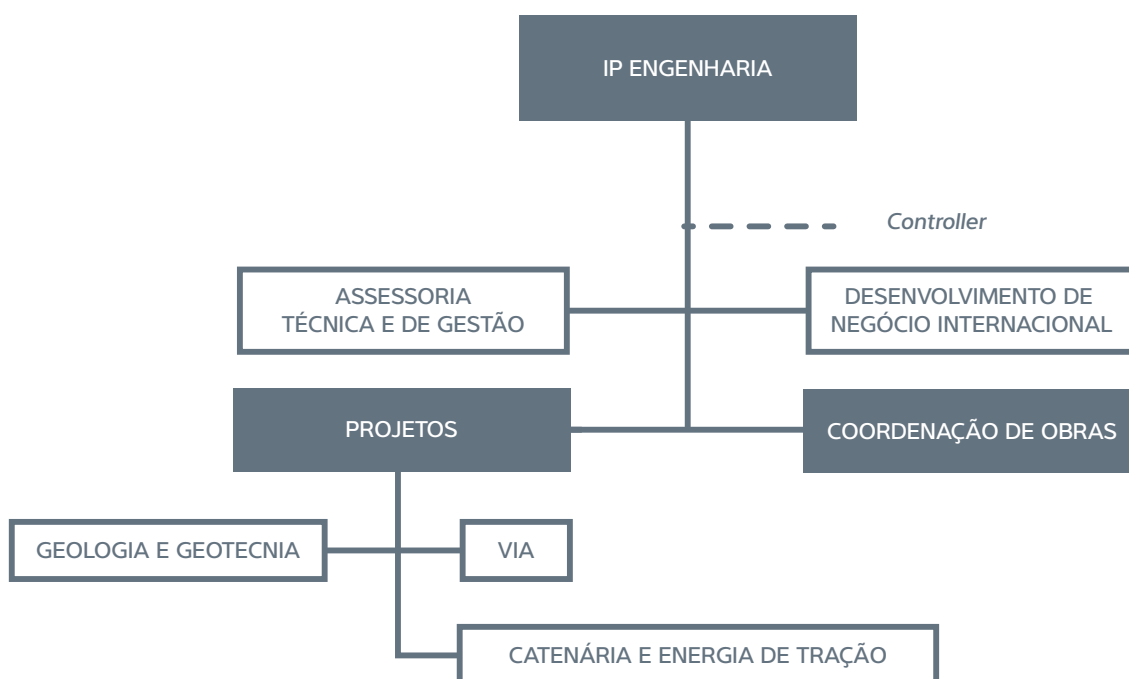 IP ENGENHARIA
Controller
ASSESSORIA
TÉCNICA E DE GESTÃO
DESENVOLVIMENTO DE
NEGÓCIO INTERNACIONAL
PROJETOS
COORDENAÇÃO DE OBRAS
GEOLOGIA E GEOTECNIA
VIA
CATENÁRIA E ENERGIA DE TRAÇÃO